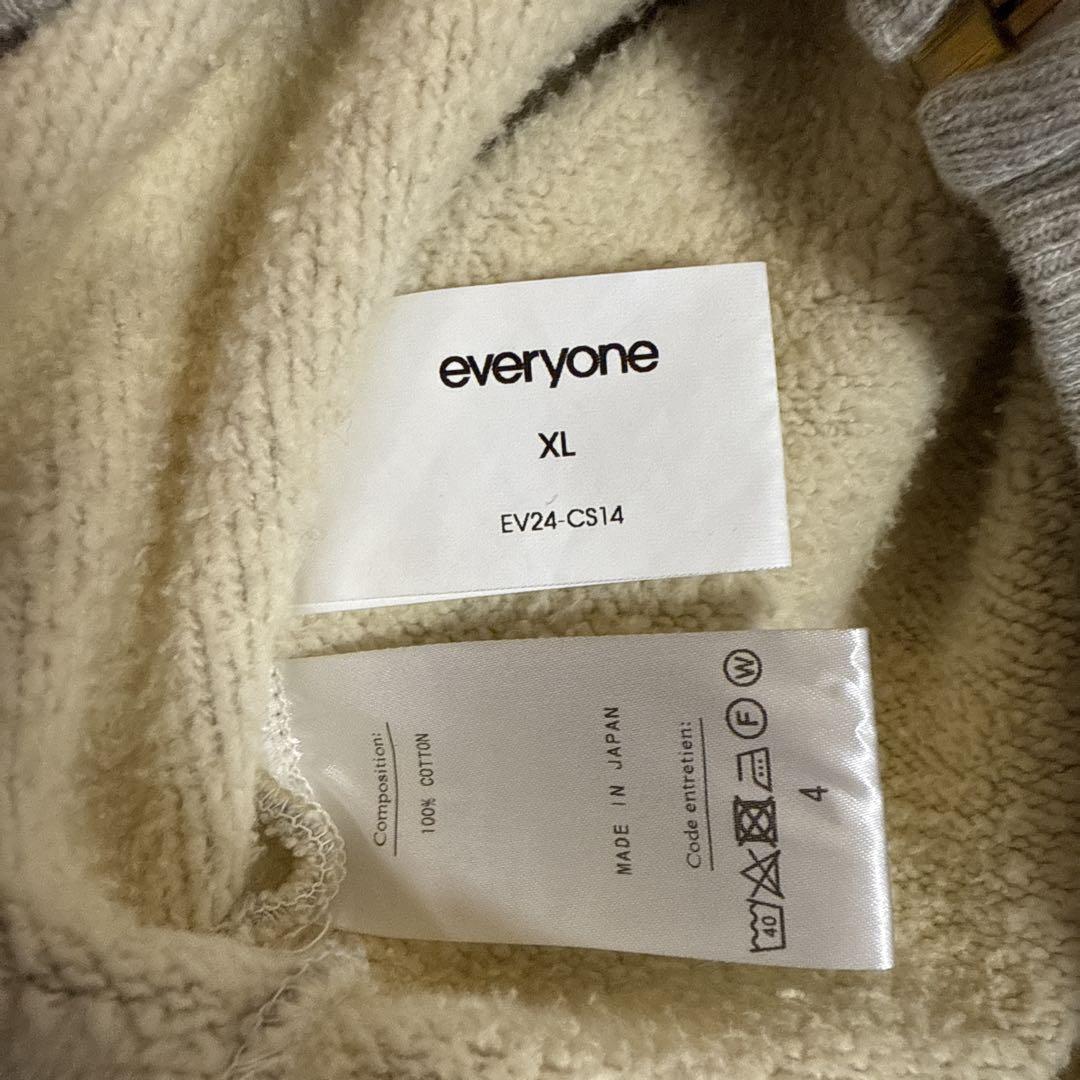 everyone
XL
EV24-CS14
Composition:
100% COTTON
MADE IN JAPAN
Code entretien:
40
F
W
4